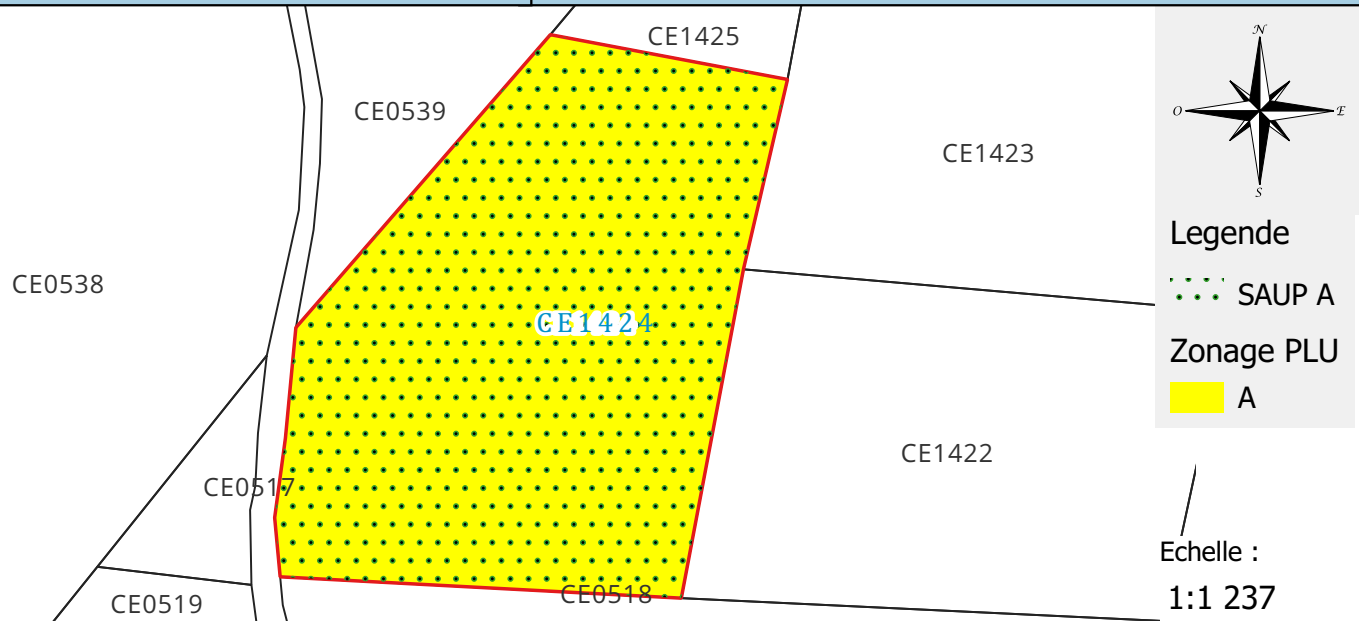 CE1425
CE0539
CE1423
CE0538
CE1424
CE1422
CE0517
CE0518
CE0519
N
O
E
S
Legende
SAUP A
Zonage PLU
A
Echelle :
1:1 237